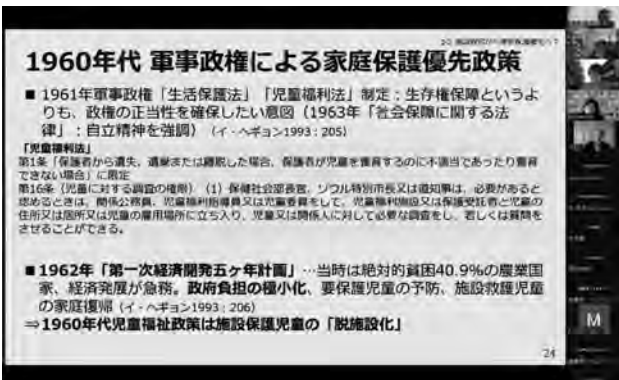 1960年代 軍事政権による家庭保護優先政策
■ 1961年軍事政権「生活保護法」「児童福利法」制定：生存権保障というよ
りも、政権の正当性を確保したい意図（1963年「社会保障に関する法
律」：自立精神を強調）（イ・ヘギョン1993：205）
「児童福利法」
第1条「保護者から遺失、遺棄または離脱した場合、保護者が児童を養育するのに不適当であったり養育
できない場合」に限定
第16条（児童に対する調査の権限）（1）保健社会部長官、ソウル特別市長又は道知事は、必要があると
認めるときは、関係公務員、児童福利指導員又は児童委員をして、児童福利施設又は保護受託者と児童の
住所又は居所又は児童の雇用場所に立ち入り、児童又は関係人に対して必要な調査をし、若しくは質問を
させることができる。
■ 1962年「第一次経済開発五ヶ年計画」…当時は絶対的貧困40.9%の農業国
家、経済発展が急務。政府負担の極小化、要保護児童の予防、施設救護児童
の家庭復帰（イ・ヘギョン1993：206）
⇒1960年代児童福祉政策は施設保護児童の「脱施設化」
24
M